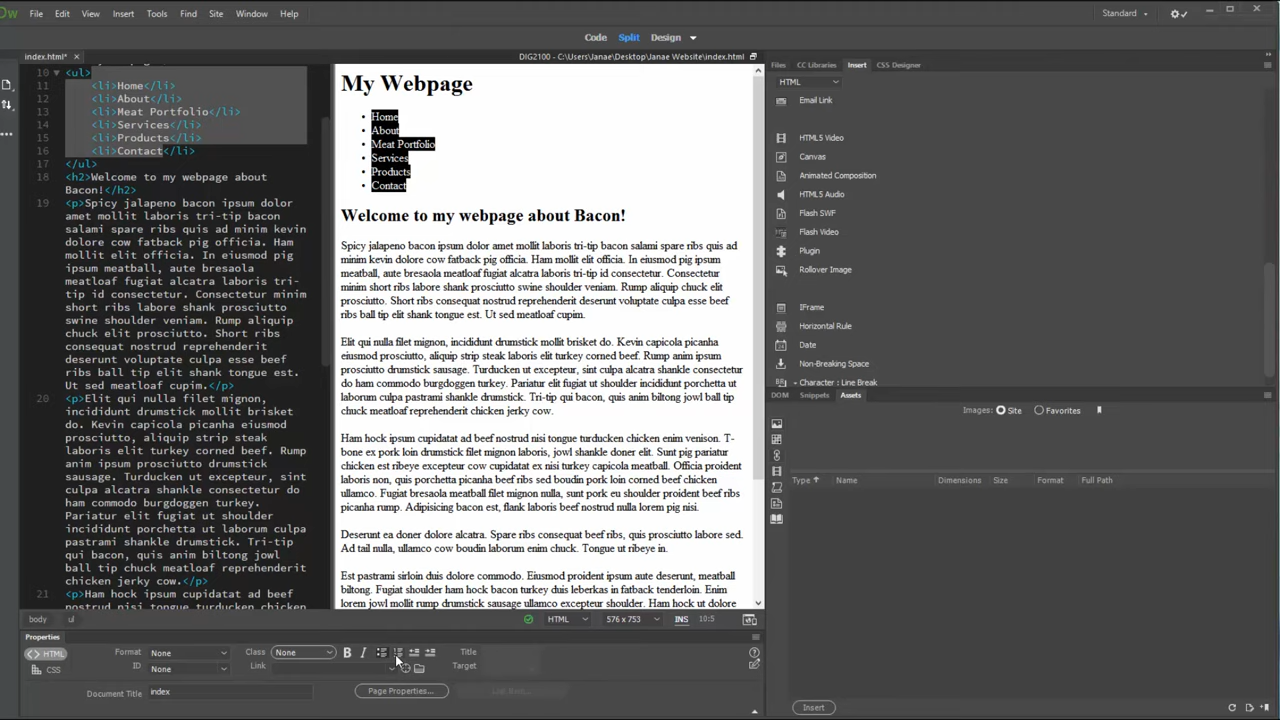 Dw File Edit View Insert Tools Find Site Window Help Standard
Code Split Design
index.html* DIG2100 - C:\Users\Janae\Desktop\Janae Website\index.html
10 <ul>
11 <li>Home</li>
12 <li>About</li>
13 <li>Meat Portfolio</li>
14 <li>Services</li>
15 <li>Products</li>
16 <li>Contact</li>
17 </ul>
18 <h2>Welcome to my webpage about
Bacon!</h2>
19 <p>Spicy jalapeno bacon ipsum dolor
amet mollit laboris tri-tip bacon
salami spare ribs quis ad minim kevin
dolore cow fatback pig officia. Ham
mollit elit officia. In eiusmod pig
ipsum meatball, aute bresaola
meatloaf fugiat alcatra laboris tri-
tip id consectetur. Consectetur minim
short ribs labore shank prosciutto
swine shoulder veniam. Rump aliquip
chuck elit prosciutto. Short ribs
consequat nostrud reprehenderit
deserunt voluptate culpa esse beef
ribs ball tip elit shank tongue est.
Ut sed meatloaf cupim.</p>
20 <p>Elit qui nulla filet mignon,
incididunt drumstick mollit brisket
do. Kevin capicola picanha eiusmod
prosciutto, aliquip strip steak
laboris elit turkey corned beef. Rump
anim ipsum prosciutto drumstick
sausage. Turducken ut excepteur, sint
culpa alcatra shankle consectetur do
ham commodo burgdoggen turkey.
Pariatur elit fugiat ut shoulder
incididunt porchetta ut laborum culpa
pastrami shankle drumstick. Tri-tip
qui bacon, quis anim biltong jowl
ball tip chuck meatloaf reprehenderit
chicken jerky cow.</p>
21 <p>Ham hock ipsum cupidatat ad beef
nostrud nisi tongue turducken chicken
My Webpage
• Home
• About
• Meat Portfolio
• Services
• Products
• Contact
Welcome to my webpage about Bacon!
Spicy jalapeno bacon ipsum dolor amet mollit laboris tri-tip bacon salami spare ribs quis ad
minim kevin dolore cow fatback pig officia. Ham mollit elit officia. In eiusmod pig ipsum
meatball, aute bresaola meatloaf fugiat alcatra laboris tri-tip id consectetur. Consectetur
minim short ribs labore shank prosciutto swine shoulder veniam. Rump aliquip chuck elit
prosciutto. Short ribs consequat nostrud reprehenderit deserunt voluptate culpa esse beef
ribs ball tip elit shank tongue est. Ut sed meatloaf cupim.
Elit qui nulla filet mignon, incididunt drumstick mollit brisket do. Kevin capicola picanha
eiusmod prosciutto, aliquip strip steak laboris elit turkey corned beef. Rump anim ipsum
prosciutto drumstick sausage. Turducken ut excepteur, sint culpa alcatra shankle consectetur
do ham commodo burgdoggen turkey. Pariatur elit fugiat ut shoulder incididunt porchetta ut
laborum culpa pastrami shankle drumstick. Tri-tip qui bacon, quis anim biltong jowl ball tip
chuck meatloaf reprehenderit chicken jerky cow.
Ham hock ipsum cupidatat ad beef nostrud nisi tongue turducken chicken enim venison. T-
bone ex pork loin drumstick filet mignon laboris, jowl shankle doner elit. Sunt pig pariatur
chicken est ribeye excepteur cow cupidatat ex nisi turkey capicola meatball. Officia proident
laboris non, quis porchetta picanha beef ribs sed boudin pork loin corned beef chicken
ullamco. Fugiat bresaola meatball filet mignon nulla, sunt pork eu shoulder proident beef ribs
picanha rump. Adipisicing bacon est, flank laboris beef nostrud nulla lorem pig nisi.
Deserunt ea doner dolore alcatra. Spare ribs consequat beef ribs, quis prosciutto labore sed.
Ad tail nulla, ullamco cow boudin laborum enim chuck. Tongue ut ribeye in.
Est pastrami sirloin duis dolore commodo. Eiusmod proident ipsum aute deserunt, meatball
biltong. Fugiat shoulder ham hock bacon turkey duis leberkas in fatback tenderloin. Enim
lorem jowl mollit rump drumstick sausage ullamco excepteur shoulder. Ham hock ut dolore
body ul HTML 576 x 753 INS 10:5
Properties
<> HTML Format None Class None B I Title
CSS ID None Link Target
Document Title index Page Properties... List Item...
Files CC Libraries Insert CSS Designer
HTML
Email Link
HTML5 Video
Canvas
Animated Composition
HTML5 Audio
Flash SWF
Flash Video
Plugin
Rollover Image
IFrame
Horizontal Rule
Date
Non-Breaking Space
Character : Line Break
DOM Snippets Assets
Images: Site Favorites
Type Name Dimensions Size Format Full Path
Insert